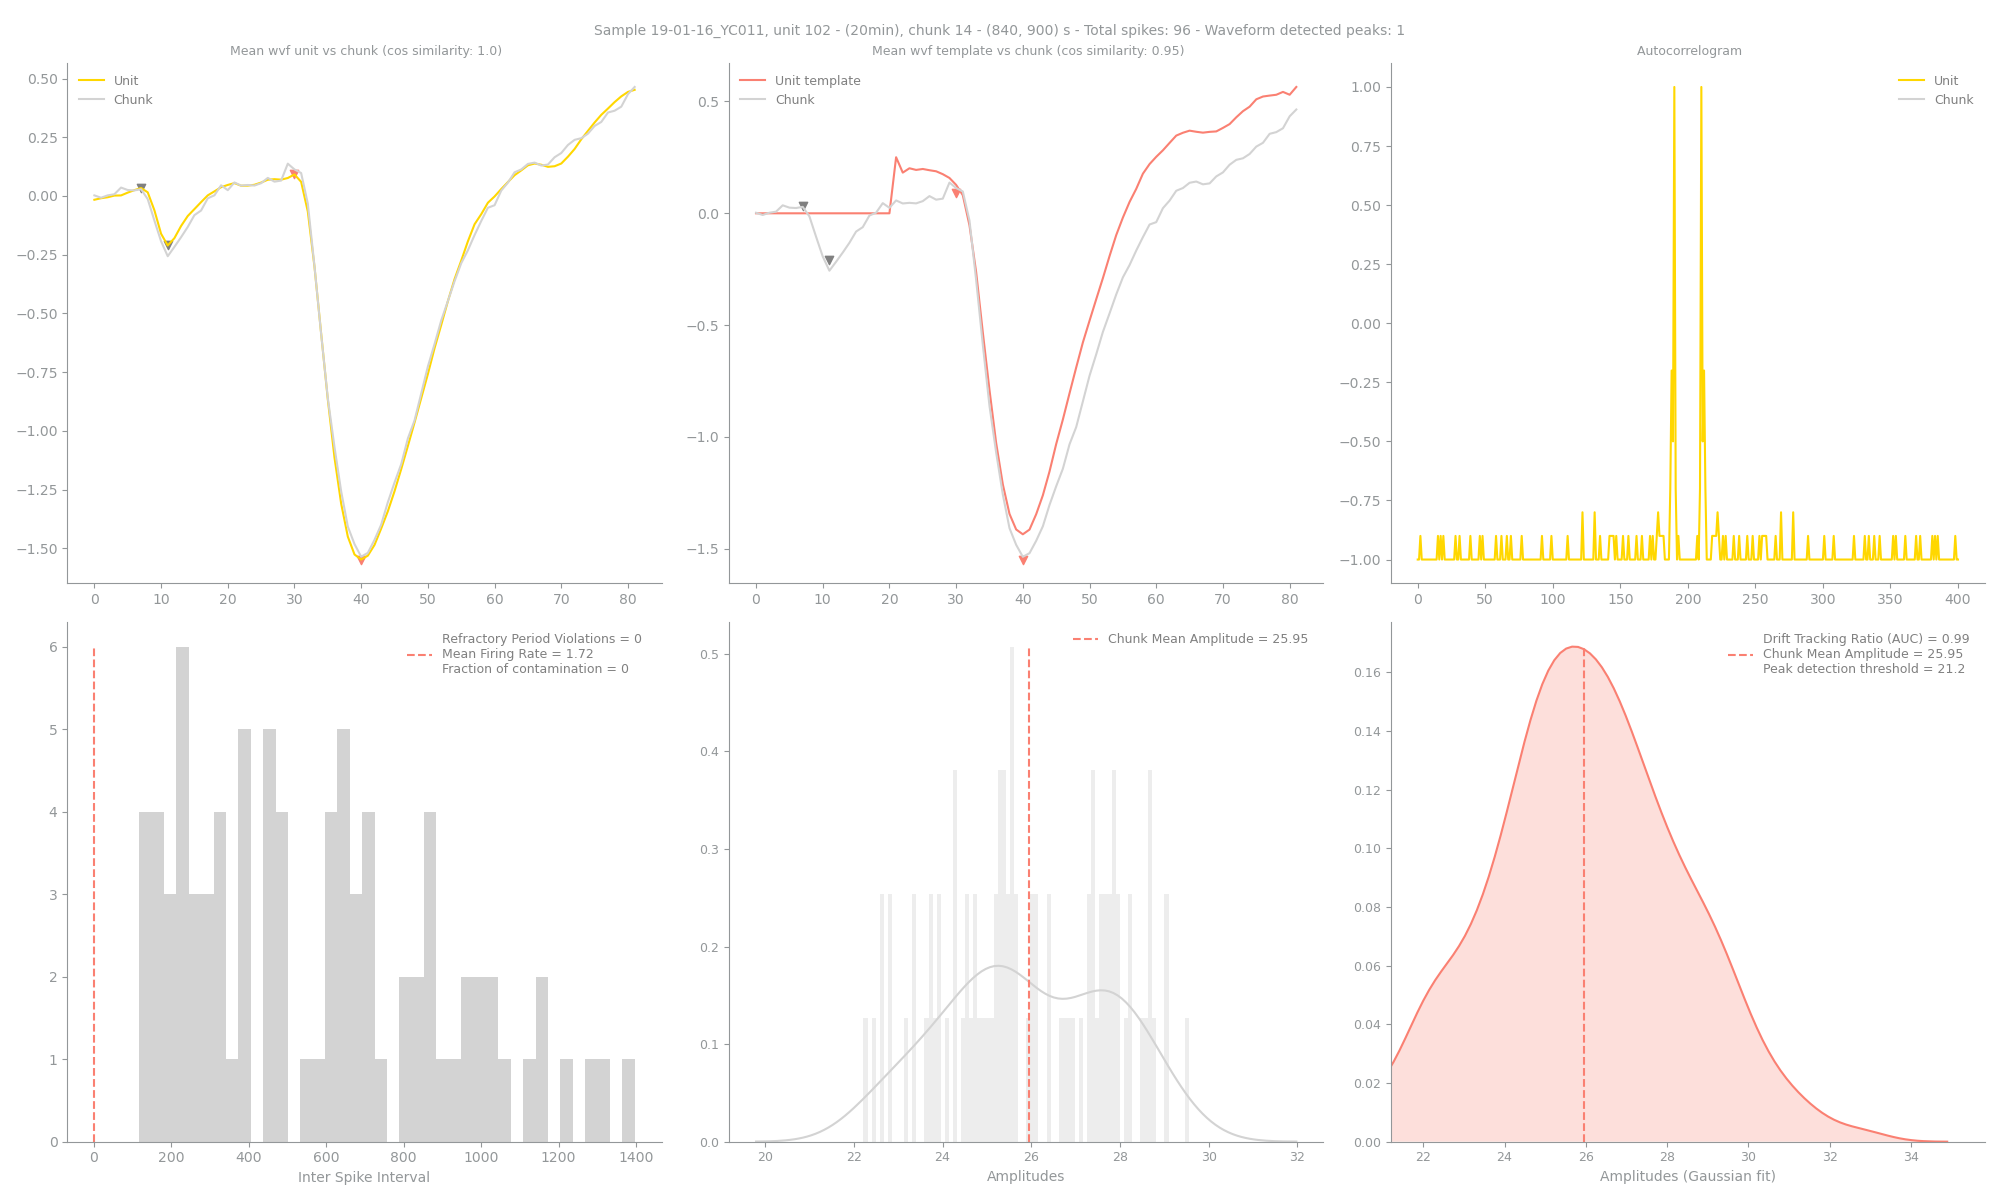 Sample 19-01-16_YC011, unit 102 - (20min), chunk 14 - (840, 900) s - Total spikes: 96 - Waveform detected peaks: 1
Mean wvf unit vs chunk (cos similarity: 1.0)
Unit
Chunk
0.50
0.25
0.00
−0.25
−0.50
−0.75
−1.00
−1.25
−1.50
0 10 20 30 40 50 60 70 80
Mean wvf template vs chunk (cos similarity: 0.95)
Unit template
Chunk
0.5
0.0
−0.5
−1.0
−1.5
0 10 20 30 40 50 60 70 80
Autocorrelogram
Unit
Chunk
1.00
0.75
0.50
0.25
0.00
−0.25
−0.50
−0.75
−1.00
0 50 100 150 200 250 300 350 400
Refractory Period Violations = 0
Mean Firing Rate = 1.72
Fraction of contamination = 0
6
5
4
3
2
1
0
0 200 400 600 800 1000 1200 1400
Inter Spike Interval
Chunk Mean Amplitude = 25.95
0.5
0.4
0.3
0.2
0.1
0.0
20 22 24 26 28 30 32
Amplitudes
Drift Tracking Ratio (AUC) = 0.99
Chunk Mean Amplitude = 25.95
Peak detection threshold = 21.2
0.16
0.14
0.12
0.10
0.08
0.06
0.04
0.02
0.00
22 24 26 28 30 32 34
Amplitudes (Gaussian fit)